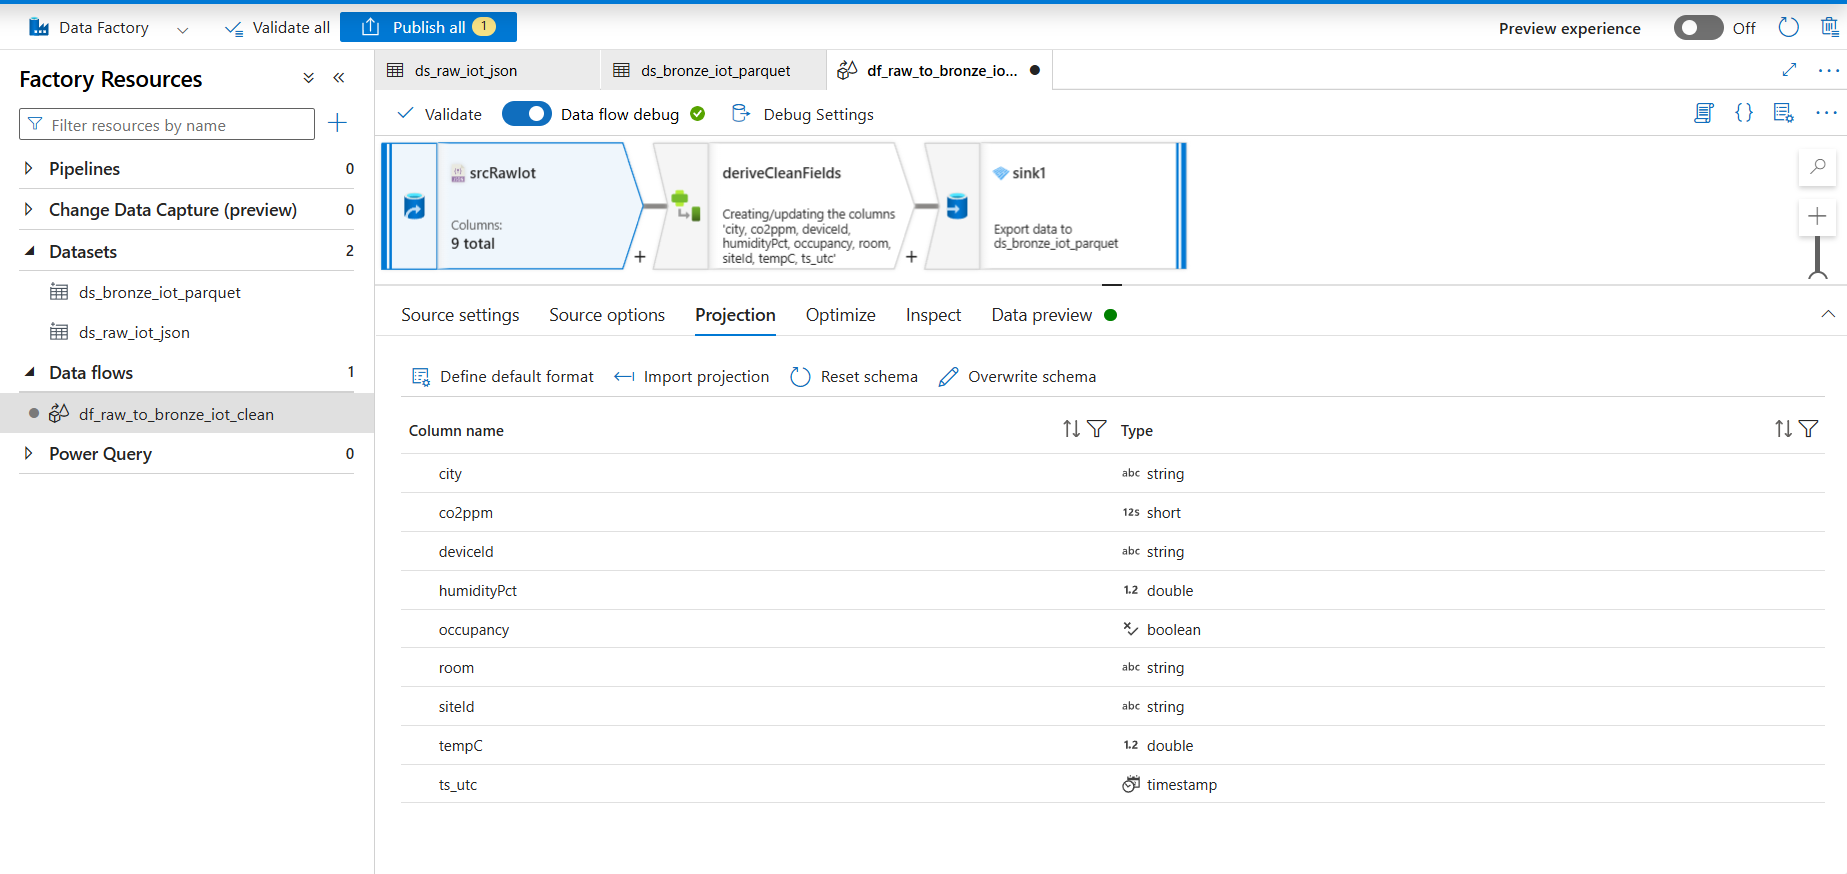 Data Factory
Validate all
Publish all 1
Preview experience
Off
Factory Resources
Filter resources by name
Pipelines 0
Change Data Capture (preview) 0
Datasets 2
ds_bronze_iot_parquet
ds_raw_iot_json
Data flows 1
df_raw_to_bronze_iot_clean
Power Query 0
ds_raw_iot_json
ds_bronze_iot_parquet
df_raw_to_bronze_io...
Validate
Data flow debug
Debug Settings
srcRawIot
Columns:
9 total
deriveCleanFields
Creating/updating the columns
'city, co2ppm, deviceId,
humidityPct, occupancy, room,
siteId, tempC, ts_utc'
sink1
Export data to
ds_bronze_iot_parquet
Source settings
Source options
Projection
Optimize
Inspect
Data preview
Define default format
Import projection
Reset schema
Overwrite schema
Column name Type
city abc string
co2ppm 12s short
deviceId abc string
humidityPct 1.2 double
occupancy boolean
room abc string
siteId abc string
tempC 1.2 double
ts_utc timestamp